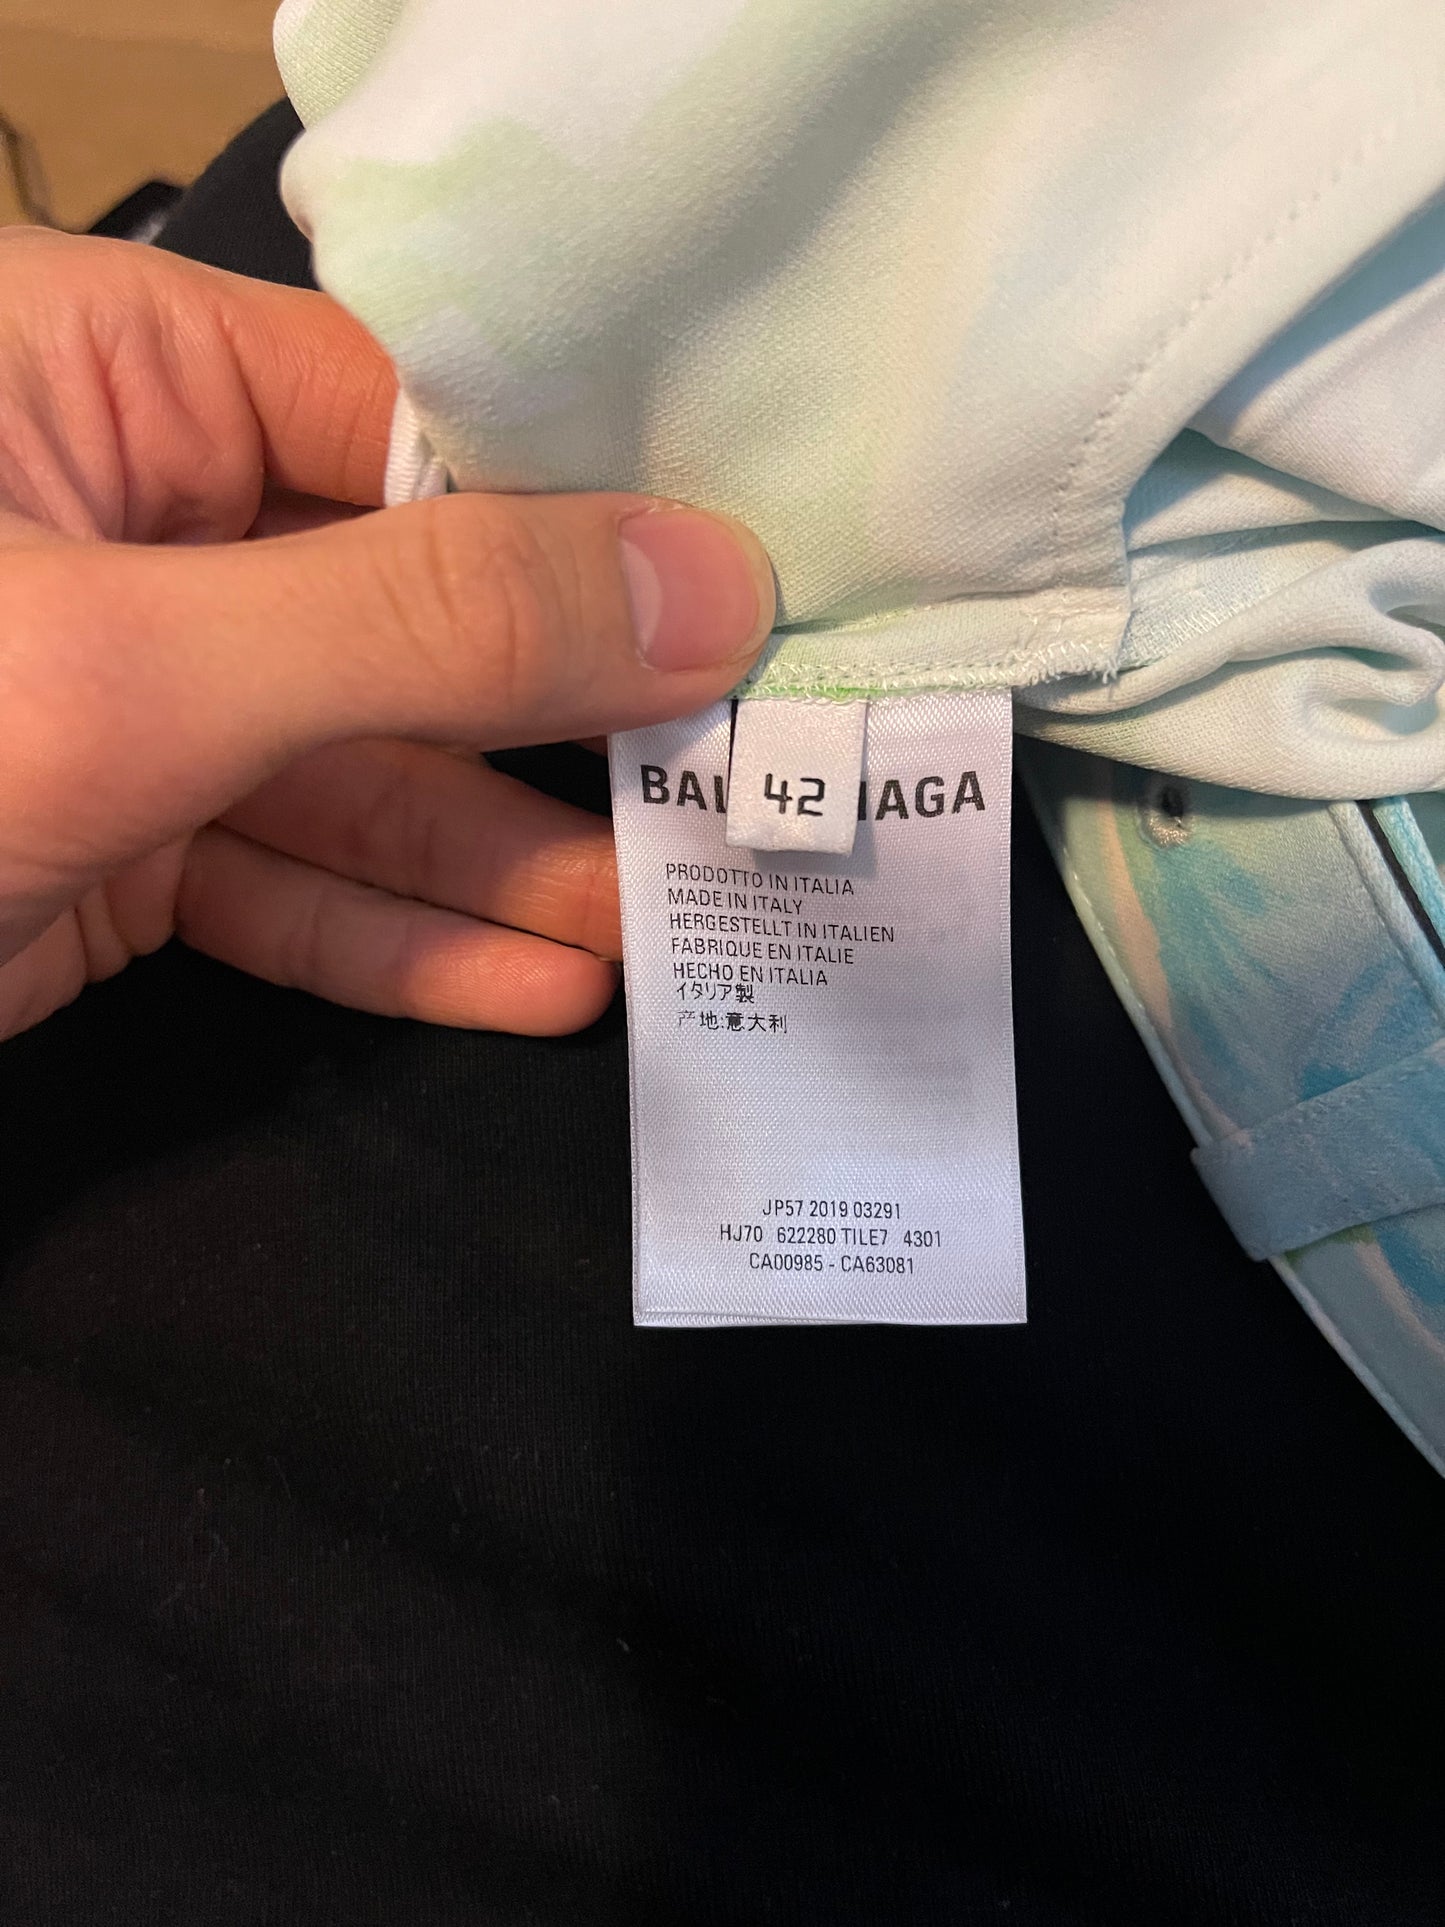 BAL 42 IAGA
PRODOTTO IN ITALIA
MADE IN ITALY
HERGESTELLT IN ITALIEN
FABRIQUE EN ITALIE
HECHO EN ITALIA
イタリア製
产地:意大利
JP57 2019 03291
HJ70 622280 TILE7 4301
CA00985 - CA63081